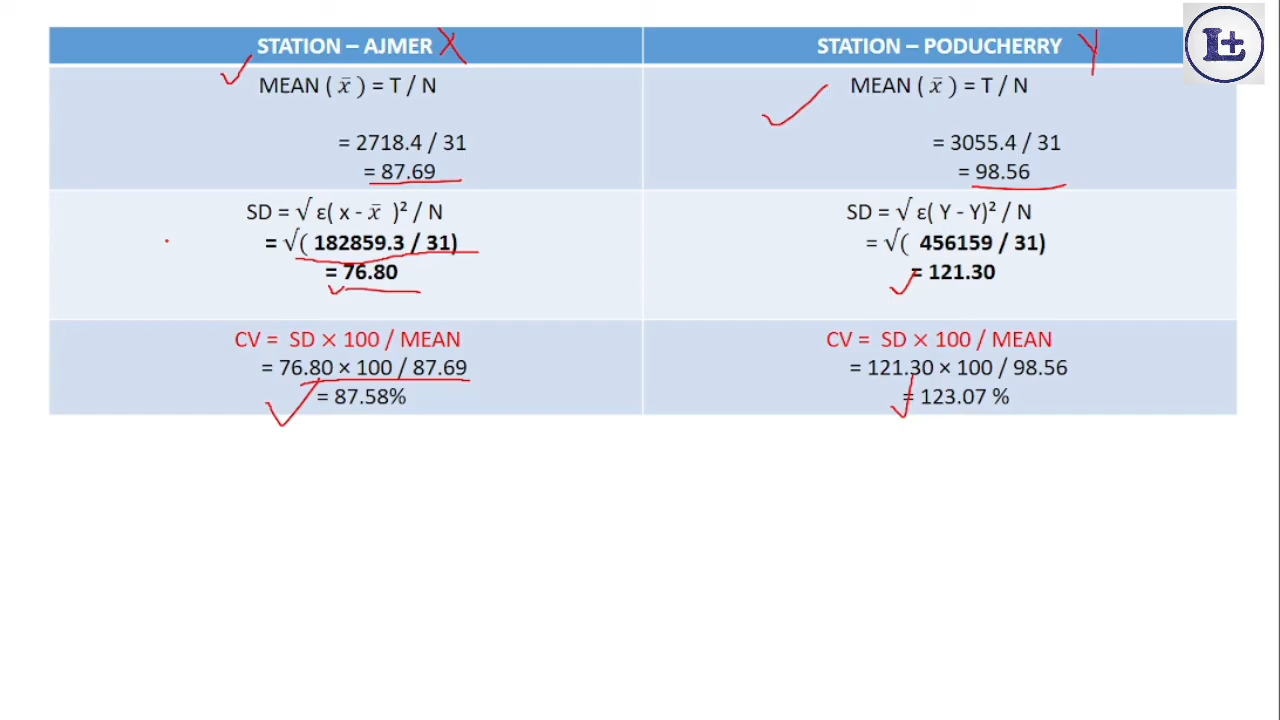 STATION – AJMER X
MEAN ( x̄ ) = T / N
= 2718.4 / 31
= 87.69
SD = √ ε( x - x̄ )² / N
= √( 182859.3 / 31)
= 76.80
CV = SD × 100 / MEAN
= 76.80 × 100 / 87.69
= 87.58%
STATION – PODUCHERRY Y
MEAN ( x̄ ) = T / N
= 3055.4 / 31
= 98.56
SD = √ ε( Y - Y)² / N
= √( 456159 / 31)
= 121.30
CV = SD × 100 / MEAN
= 121.30 × 100 / 98.56
= 123.07 %
L+